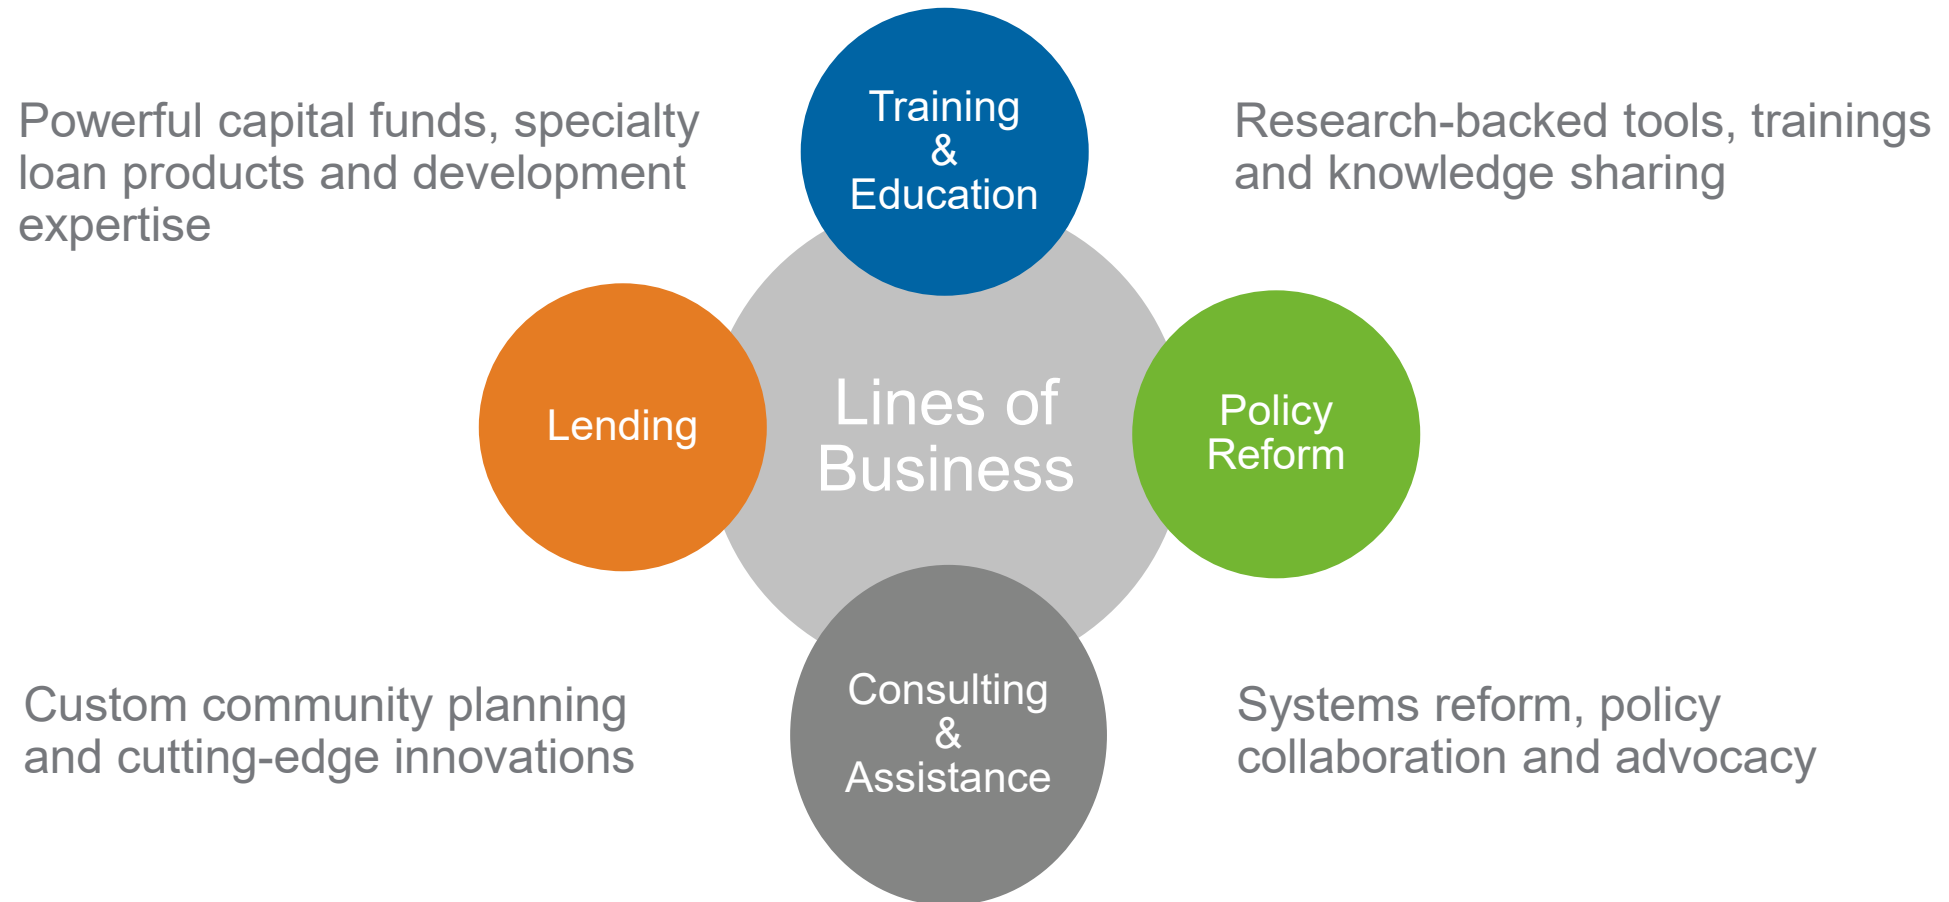 Training
&
Education
Powerful capital funds, specialty
loan products and development
expertise
Research-backed tools, trainings
and knowledge sharing
Lending
Lines of
Business
Policy
Reform
Custom community planning
and cutting-edge innovations
Consulting
&
Assistance
Systems reform, policy
collaboration and advocacy